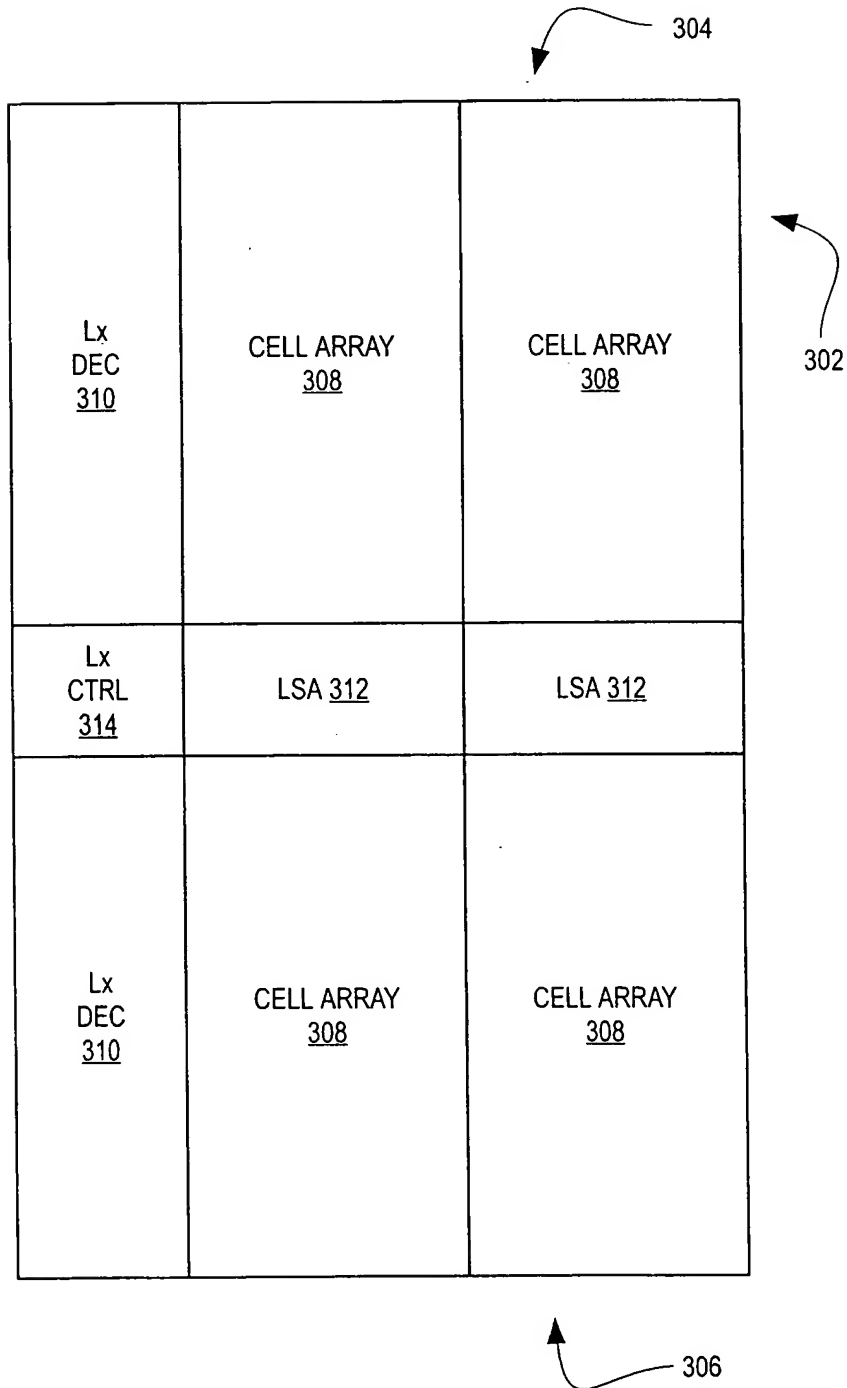 304
302
Lx
DEC
310
CELL ARRAY
308
CELL ARRAY
308
Lx
CTRL
314
LSA 312
LSA 312
Lx
DEC
310
CELL ARRAY
308
CELL ARRAY
308
306